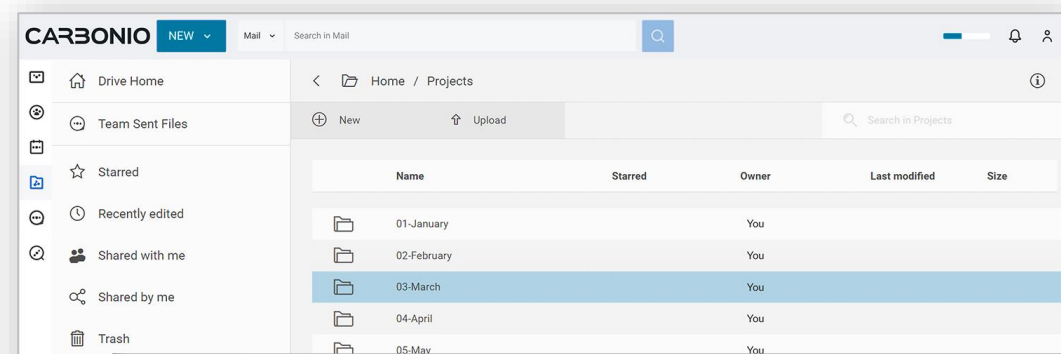 CARBONIO NEW Mail Search in Mail
Drive Home
Team Sent Files
Starred
Recently edited
Shared with me
Shared by me
Trash
Home / Projects
New Upload Search in Projects
Name Starred Owner Last modified Size
01-January You
02-February You
03-March You
04-April You
05-May You